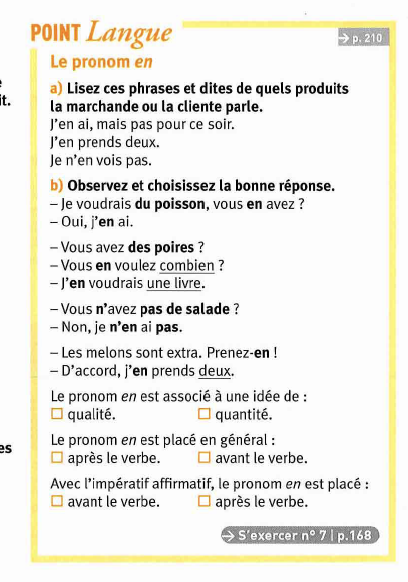 POINT Langue
→ p. 210
Le pronom en
a) Lisez ces phrases et dites de quels produits
la marchande ou la cliente parle.
it.
J'en ai, mais pas pour ce soir.
J'en prends deux.
Je n'en vois pas.
b) Observez et choisissez la bonne réponse.
– Je voudrais du poisson, vous en avez ?
– Oui, j'en ai.
– Vous avez des poires ?
– Vous en voulez combien ?
– J'en voudrais une livre.
– Vous n'avez pas de salade ?
– Non, je n'en ai pas.
– Les melons sont extra. Prenez-en !
– D'accord, j'en prends deux.
Le pronom en est associé à une idée de :
☐ qualité. ☐ quantité.
Le pronom en est placé en général :
es
☐ après le verbe. ☐ avant le verbe.
Avec l'impératif affirmatif, le pronom en est placé :
☐ avant le verbe. ☐ après le verbe.
→ S'exercer n° 7 | p.168